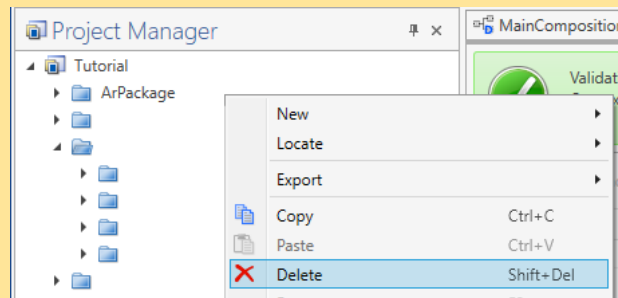 Project Manager
MainComposition
Tutorial
Validat
ArPackage
New
Locate
Export
Copy Ctrl+C
Paste Ctrl+V
Delete Shift+Del